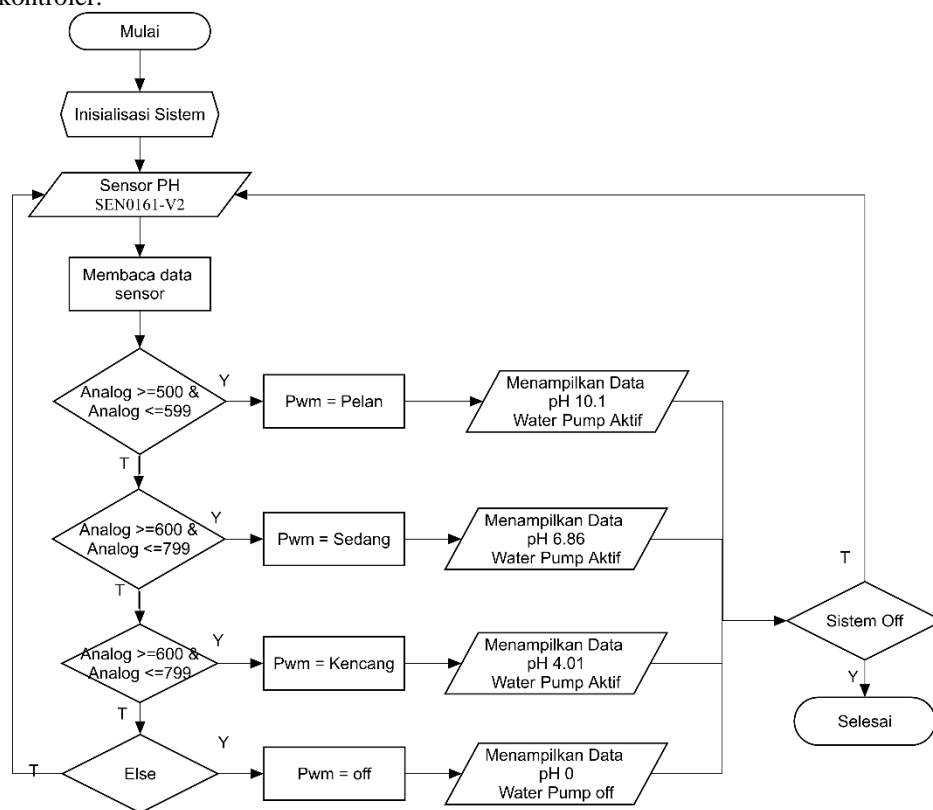 kontroler.
Mulai
Inisialisasi Sistem
Sensor PH
SEN0161-V2
Membaca data
sensor
Analog >=500 &
Analog <=599
Y
Pwm = Pelan
Menampilkan Data
pH 10.1
Water Pump Aktif
T
Analog >=600 &
Analog <=799
Y
Pwm = Sedang
Menampilkan Data
pH 6.86
Water Pump Aktif
T
T
Sistem Off
Y
Selesai
Analog >=600 &
Analog <=799
Y
Pwm = Kencang
Menampilkan Data
pH 4.01
Water Pump Aktif
T
Else
T
Y
Pwm = off
Menampilkan Data
pH 0
Water Pump off